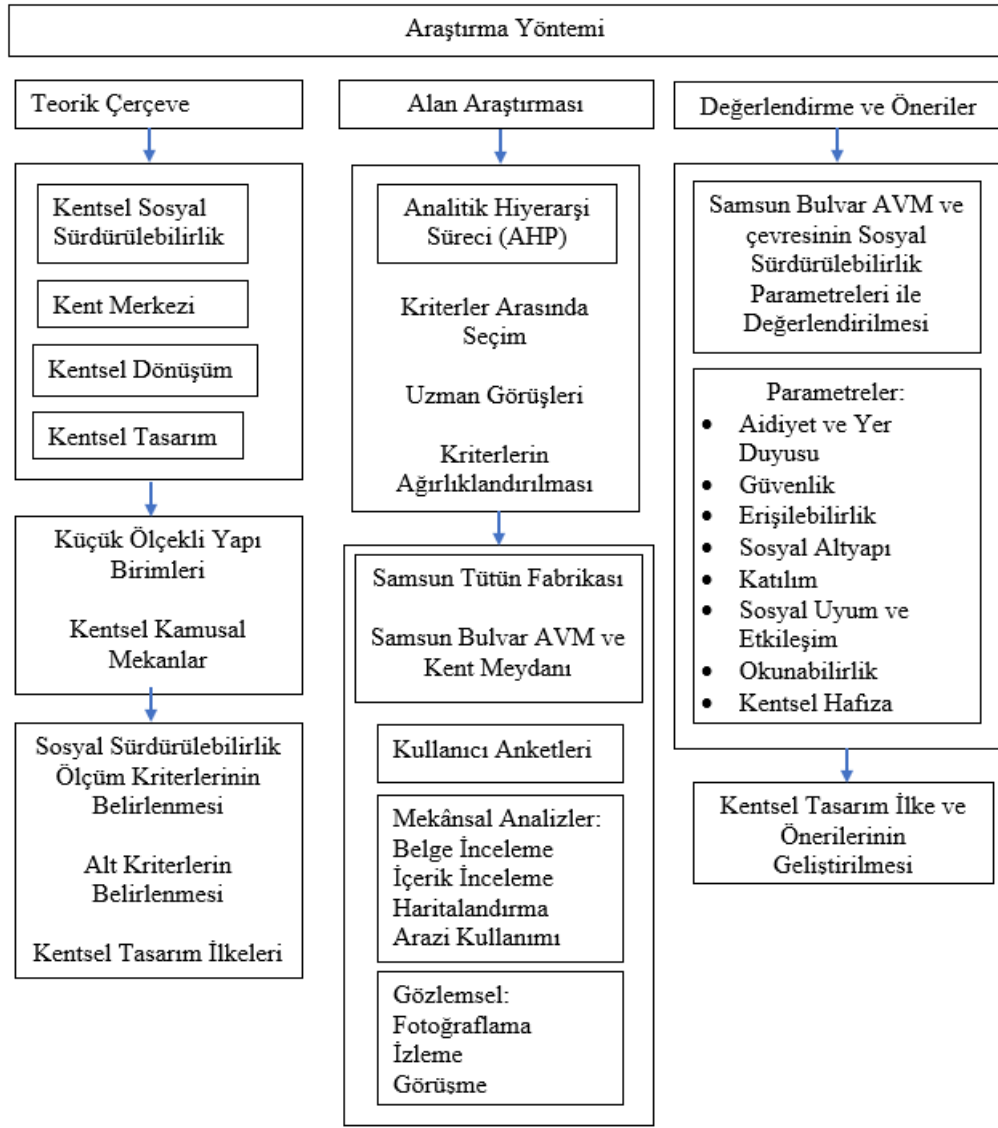 Araştırma Yöntemi
Teorik Çerçeve
Kentsel Sosyal
Sürdürülebilirlik
Kent Merkezi
Kentsel Dönüşüm
Kentsel Tasarım
Küçük Ölçekli Yapı
Birimleri
Kentsel Kamusal
Mekanlar
Sosyal Sürdürülebilirlik
Ölçüm Kriterlerinin
Belirlenmesi
Alt Kriterlerin
Belirlenmesi
Kentsel Tasarım İlkeleri
Alan Araştırması
Analitik Hiyerarşi
Süreci (AHP)
Kriterler Arasında
Seçim
Uzman Görüşleri
Kriterlerin
Ağırlıklandırılması
Samsun Tütün Fabrikası
Samsun Bulvar AVM ve
Kent Meydanı
Kullanıcı Anketleri
Mekânsal Analizler:
Belge İnceleme
İçerik İnceleme
Haritalandırma
Arazi Kullanımı
Gözlemsel:
Fotoğraflama
İzleme
Görüşme
Değerlendirme ve Öneriler
Samsun Bulvar AVM ve
çevresinin Sosyal
Sürdürülebilirlik
Parametreleri ile
Değerlendirilmesi
Parametreler:
• Aidiyet ve Yer
Duyusu
• Güvenlik
• Erişilebilirlik
• Sosyal Altyapı
• Katılım
• Sosyal Uyum ve
Etkileşim
• Okunabilirlik
• Kentsel Hafıza
Kentsel Tasarım İlke ve
Önerilerinin
Geliştirilmesi